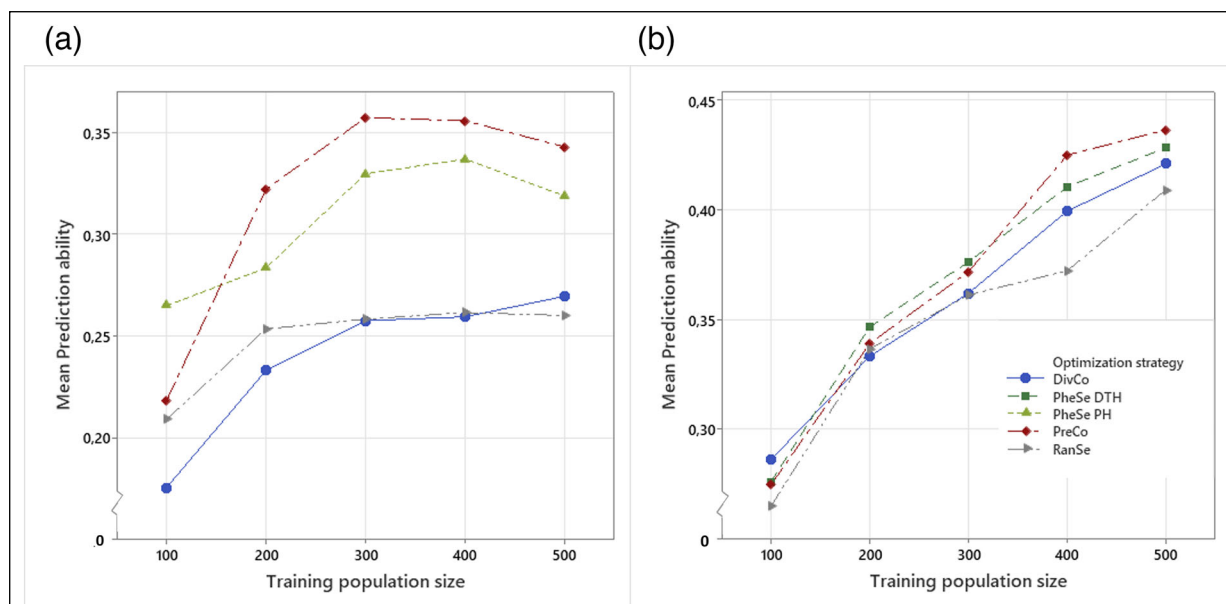 (a)
Mean Prediction ability
0,35
0,30
0,25
0,20
.0
100 200 300 400 500
Training population size
(b)
Mean Prediction ability
0,45
0,40
0,35
0,30
0
100 200 300 400 500
Training population size
Optimization strategy
DivCo
PheSe DTH
PheSe PH
PreCo
RanSe